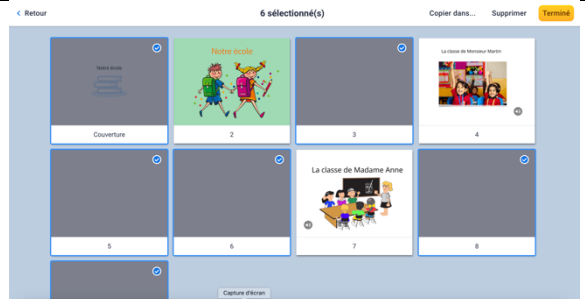 Retour
6 sélectionné(s)
Copier dans...
Supprimer
Terminé
Notre école
Notre école
La classe de Monsieur Martin
Couverture
2
3
4
La classe de Madame Anne
5
6
7
8
Capture d'écran